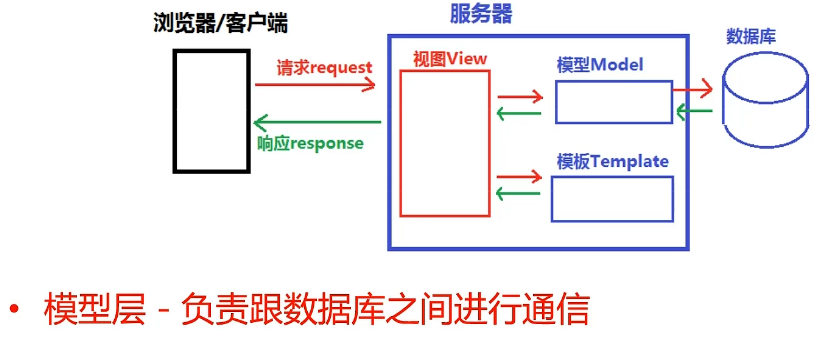 浏览器/客户端
服务器
数据库
请求request
视图View
模型Model
响应response
模板Template
• 模型层 - 负责跟数据库之间进行通信